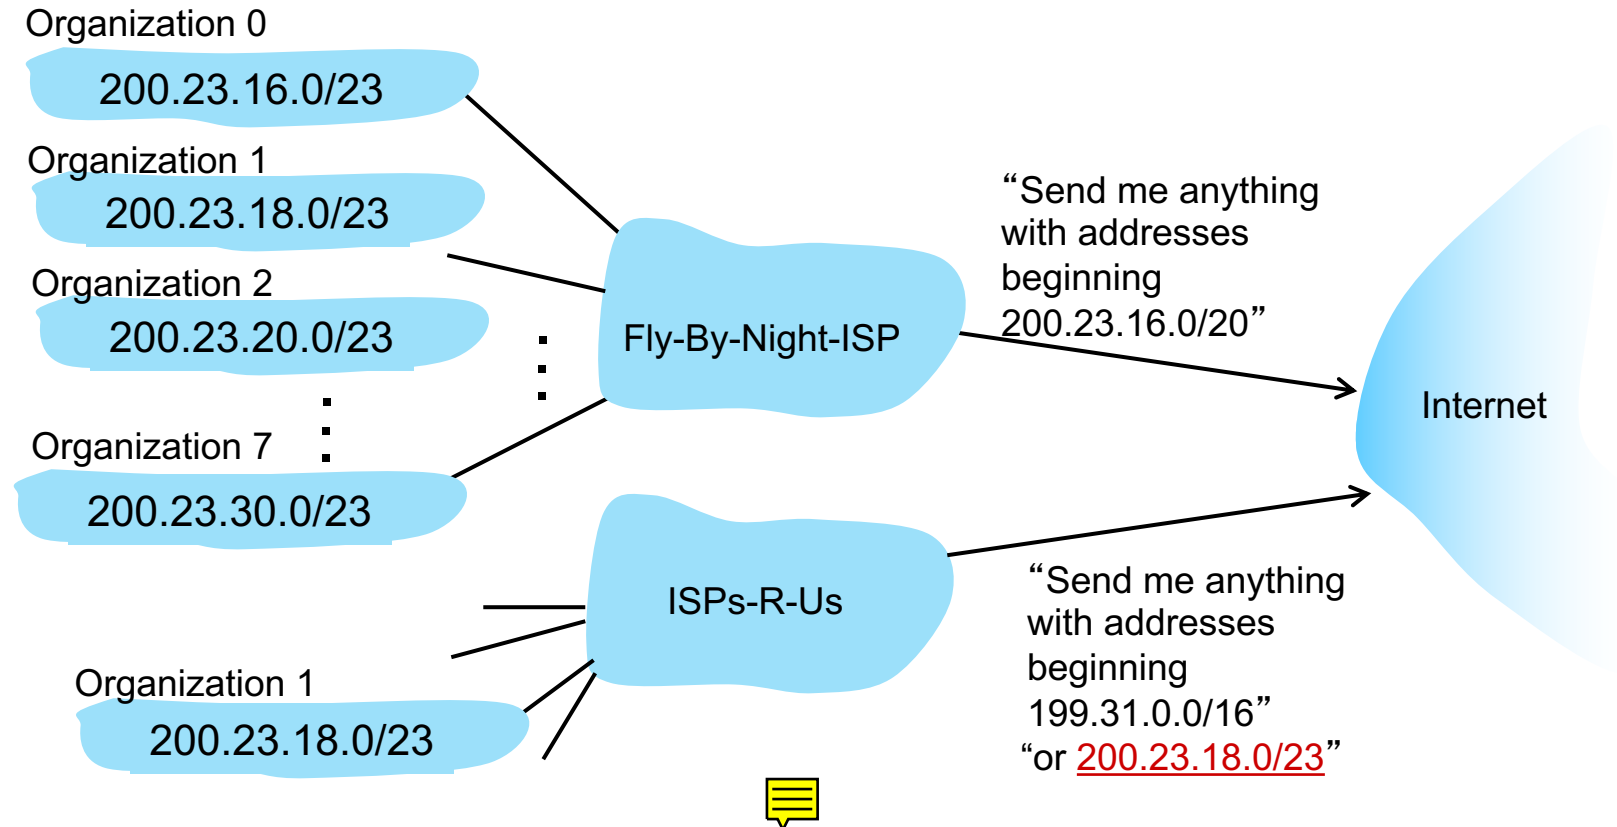 Organization 0
200.23.16.0/23
Organization 1
200.23.18.0/23
Organization 2
200.23.20.0/23
Organization 7
200.23.30.0/23
Fly-By-Night-ISP
“Send me anything
with addresses
beginning
200.23.16.0/20”
Internet
ISPs-R-Us
“Send me anything
with addresses
beginning
199.31.0.0/16”
“or 200.23.18.0/23”
Organization 1
200.23.18.0/23